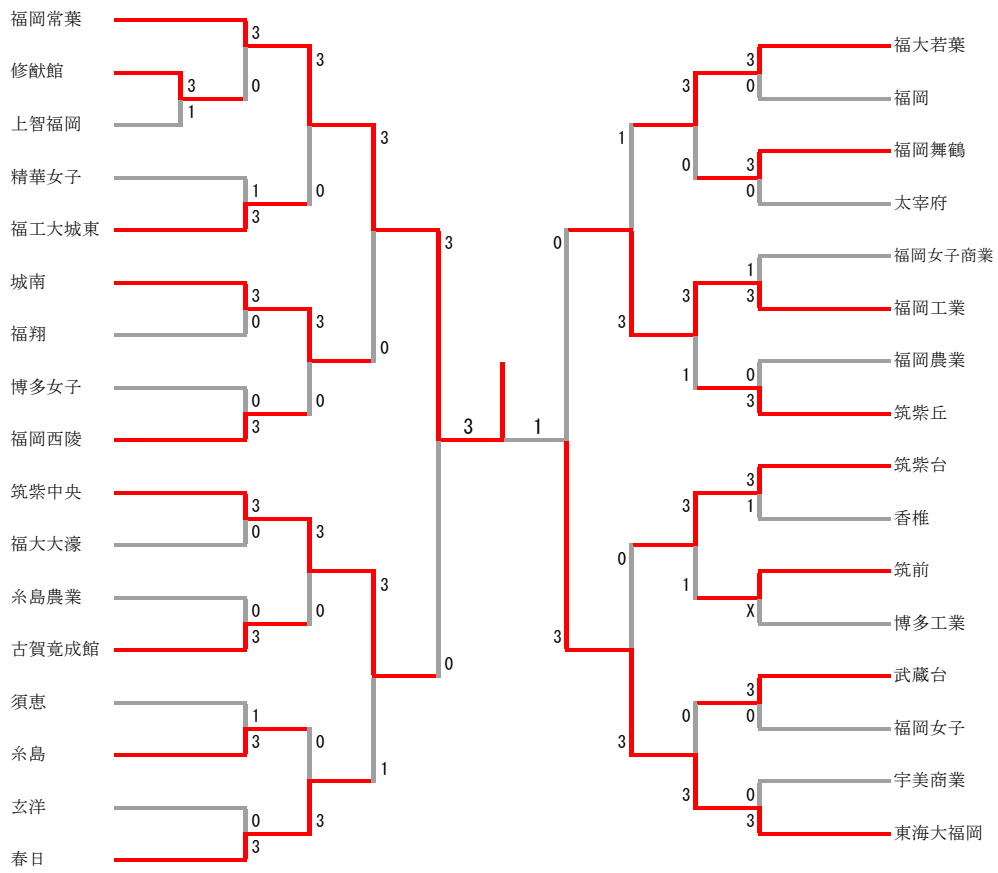 福岡常葉
3
修猷館
3
0
3
上智福岡
1
3
精華女子
1
0
福工大城東
3
3
城南
3
福翔
0
3
0
博多女子
0
0
福岡西陵
3
3
1
筑紫中央
3
福大大濠
0
3
3
糸島農業
0
0
古賀竟成館
3
0
須恵
1
糸島
3
0
1
玄洋
0
3
春日
3
福大若葉
3
3
0
福岡
1
福岡舞鶴
3
0
0
太宰府
0
福岡女子商業
1
3
3
福岡工業
3
福岡農業
0
1
3
筑紫丘
筑紫台
3
3
1
香椎
0
筑前
1
X
博多工業
3
武蔵台
3
0
0
福岡女子
3
宇美商業
0
3
3
東海大福岡